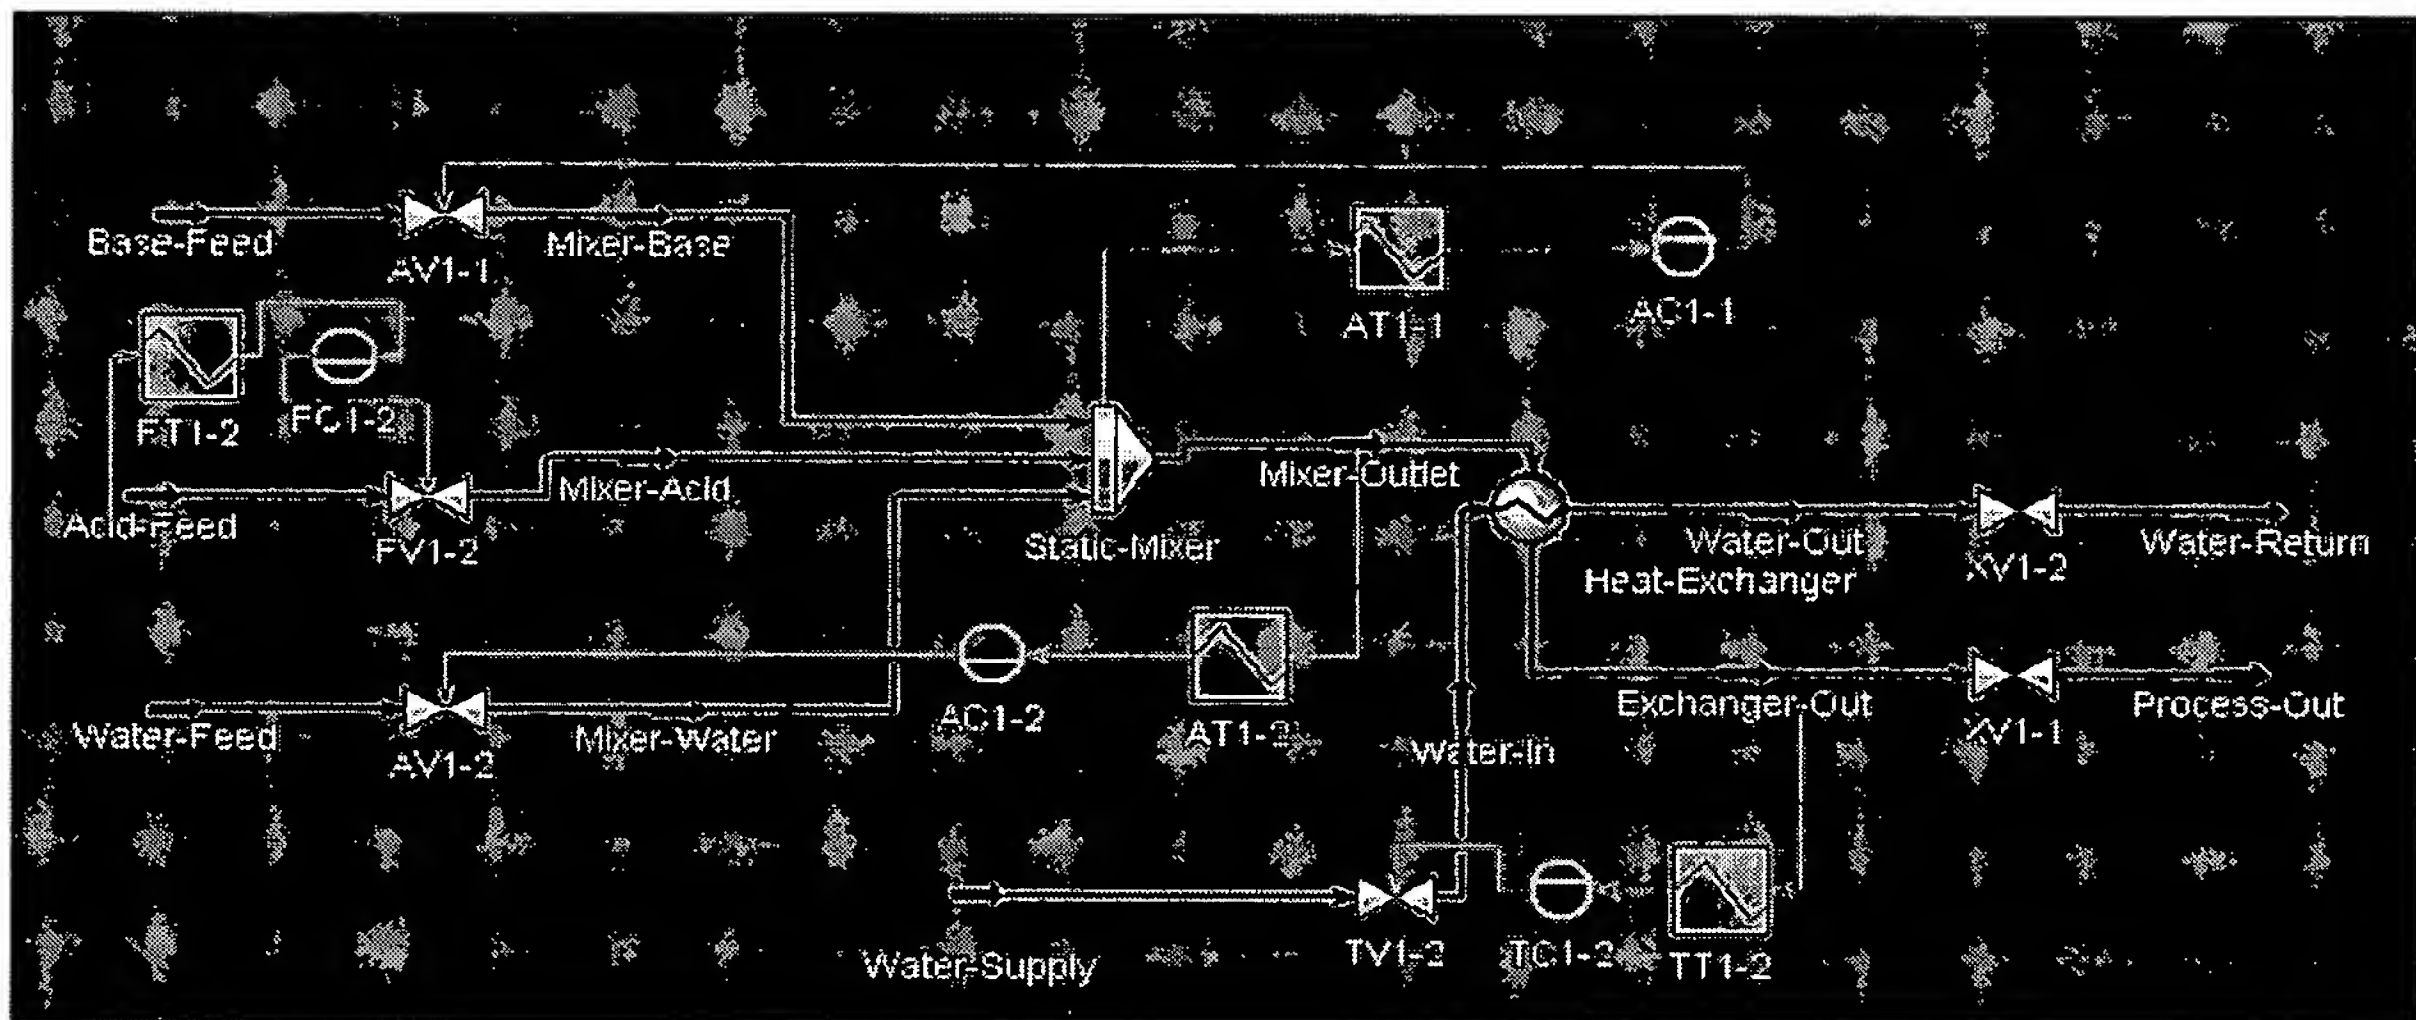 Base-Feed
AV1-1
Mixer-Base
AT1-1
AC1-1
FT1-2
FC1-2
Acid-Feed
FV1-2
Mixer-Acid
Static-Mixer
Mixer-Outlet
Water-Out
Heat-Exchanger
XV1-2
Water-Return
Water-Feed
AV1-2
Mixer-Water
AC1-2
AT1-2
Water-In
Exchanger-Out
XV1-1
Process-Out
Water-Supply
TV1-2
TC1-2
TT1-2